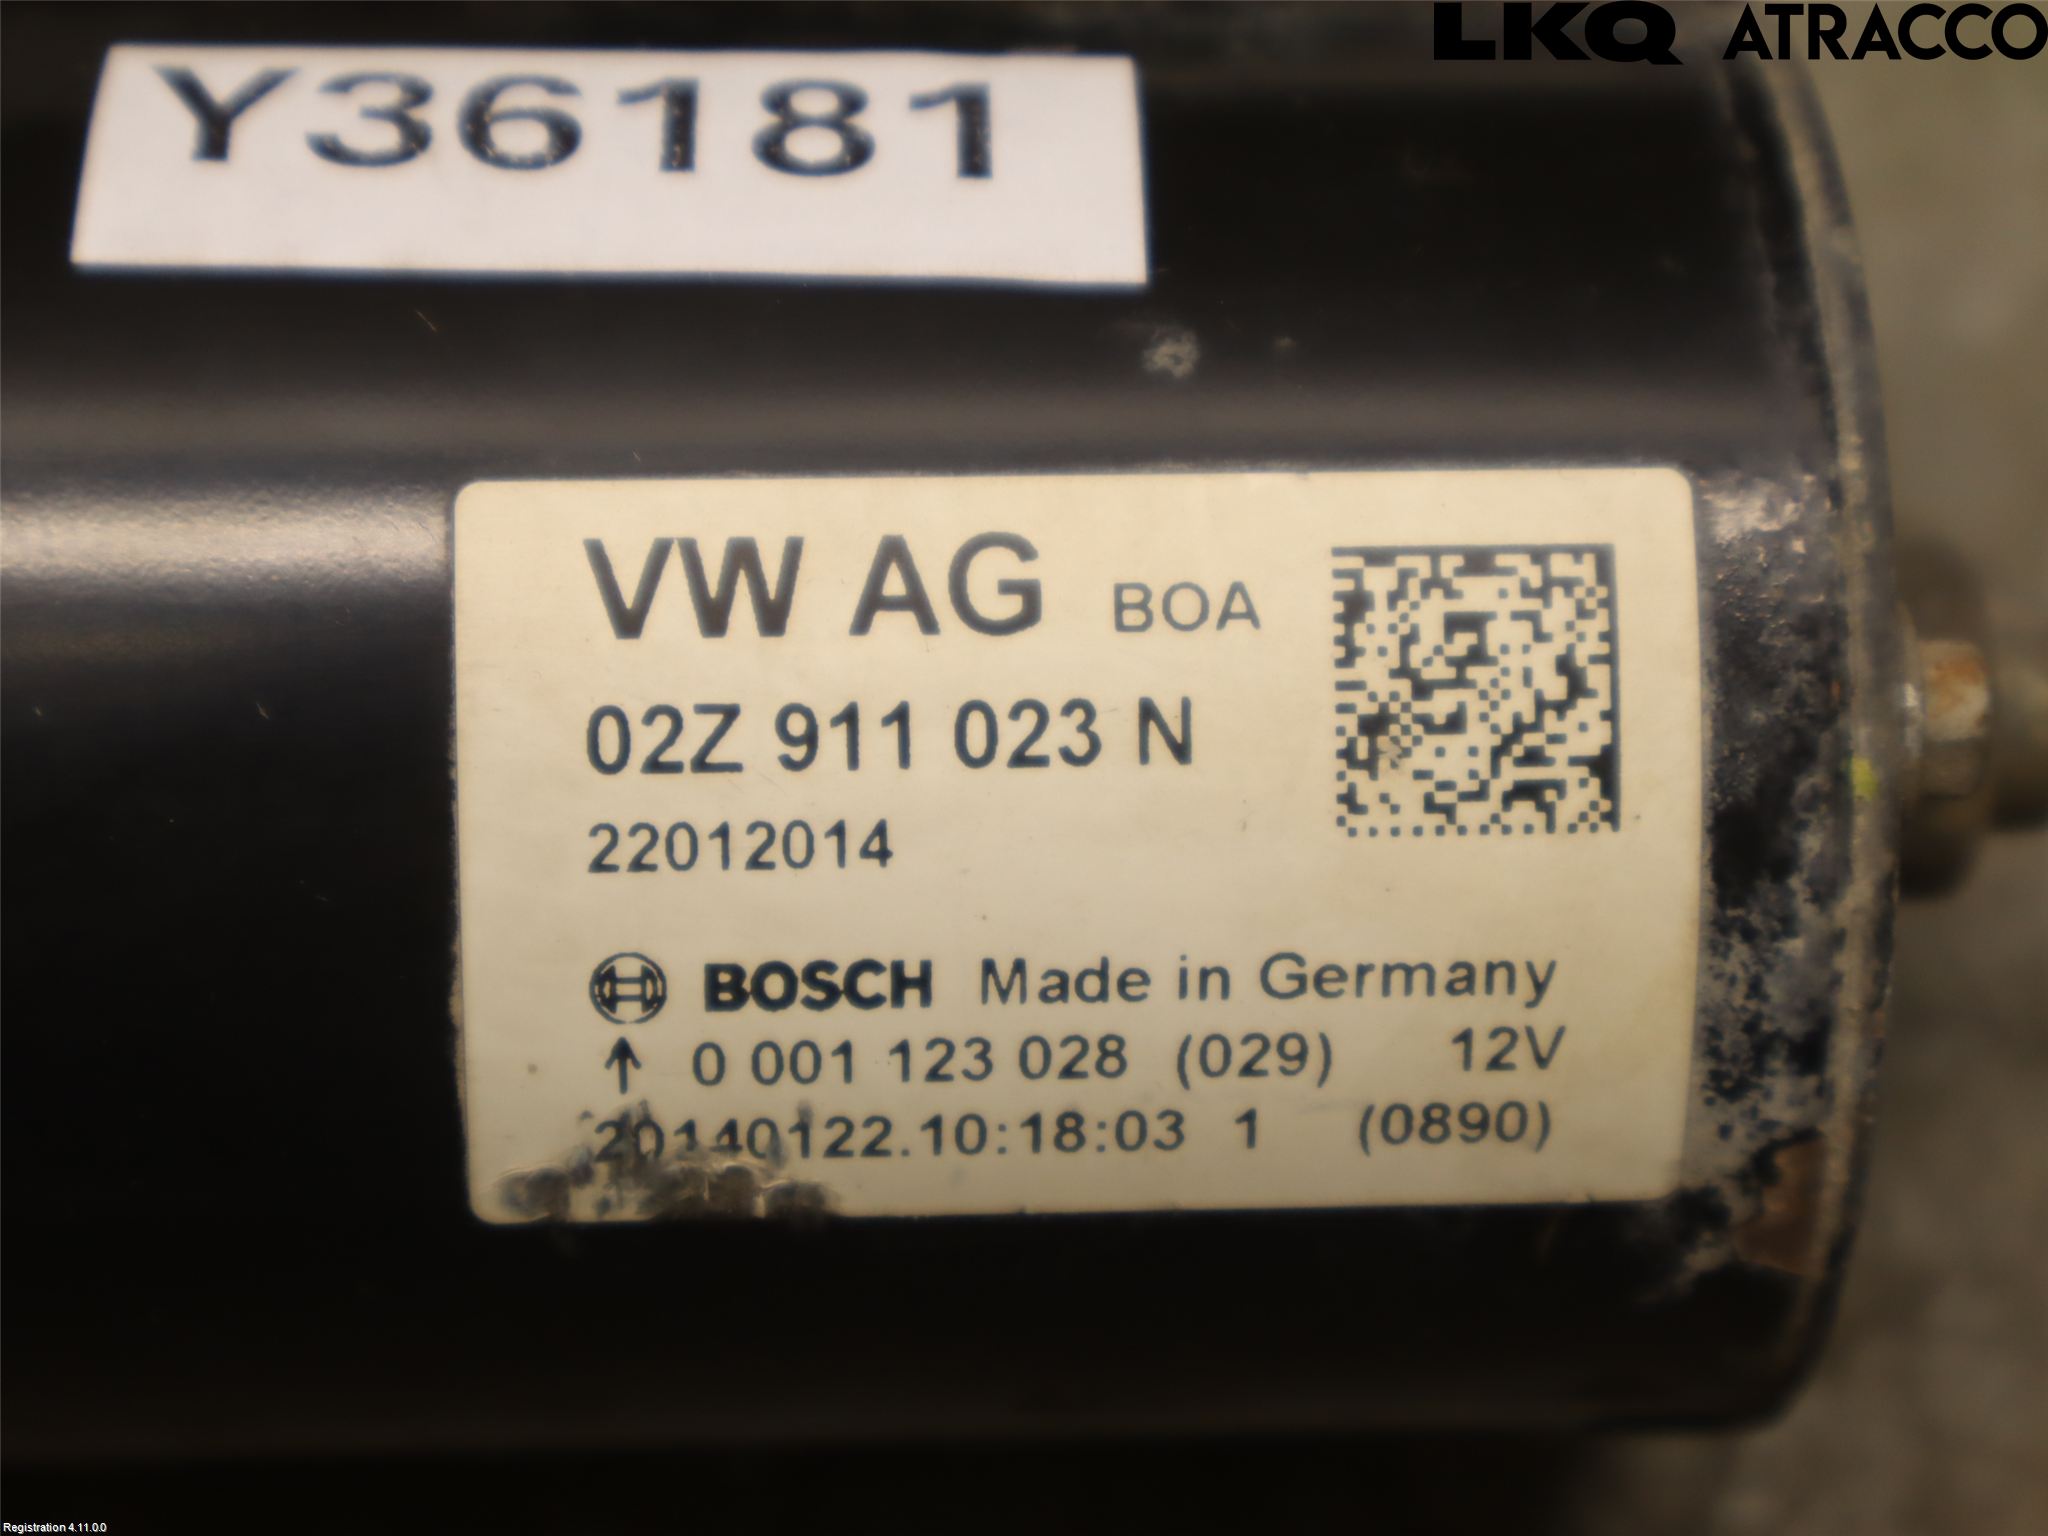 LKQ ATRACCO
Y36181
VW AG BOA
02Z 911 023 N
22012014
BOSCH Made in Germany
↑ 0 001 123 028 (029) 12V
20140122.10:18:03 1 (0890)
Registration 4.11.0.0